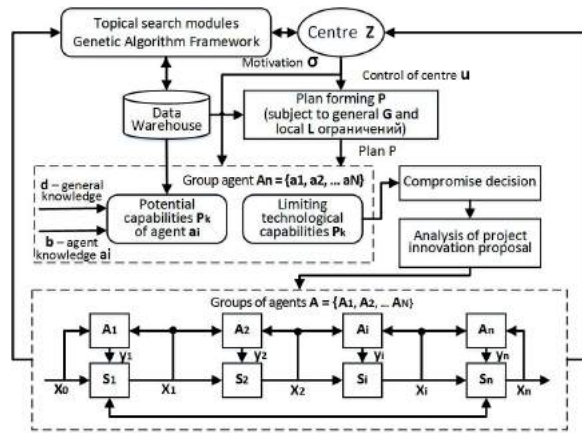 Topical search modules
Genetic Algorithm Framework
Centre Z
Motivation σ
Control of centre u
Data
Warehouse
Plan forming P
(subject to general G and
local L ограничений)
Plan P
Group agent An = {a1, a2, ... aN}
d – general
knowledge
b – agent
knowledge ai
Potential
capabilities Pk
of agent ai
Limiting
technological
capabilities Pk
Compromise decision
Analysis of project
innovation proposal
Groups of agents A = {A1, A2, ... AN}
A1
A2
Ai
An
y1
y2
yi
yn
S1
S2
Si
Sn
X0
X1
X2
Xi
Xn